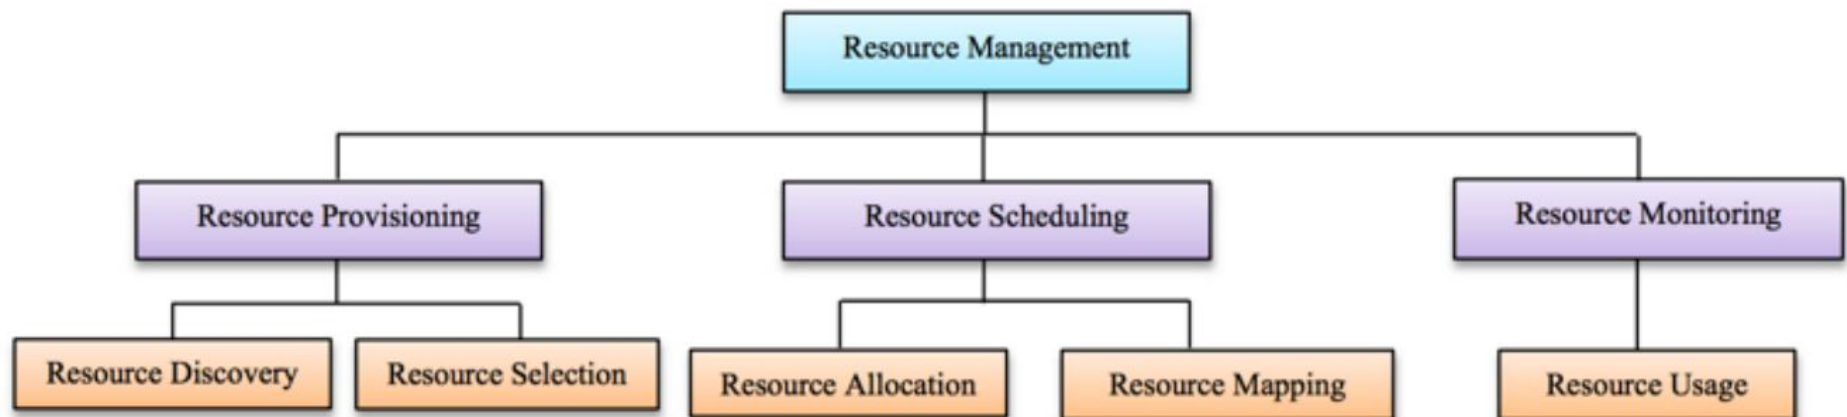 Resource Management
Resource Provisioning
Resource Scheduling
Resource Monitoring
Resource Discovery
Resource Selection
Resource Allocation
Resource Mapping
Resource Usage